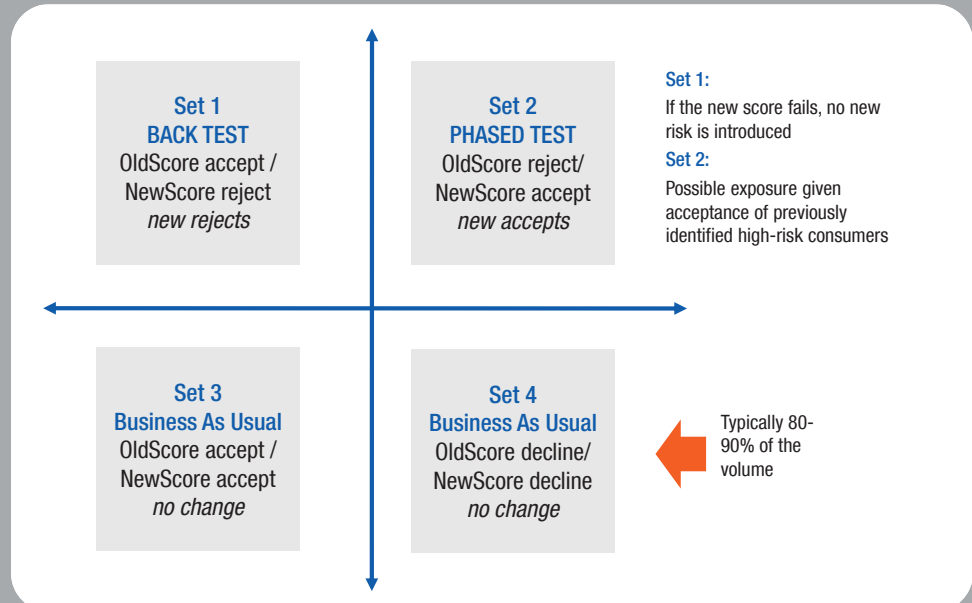 Set 1
BACK TEST
OldScore accept /
NewScore reject
new rejects
Set 2
PHASED TEST
OldScore reject/
NewScore accept
new accepts
Set 1:
If the new score fails, no new
risk is introduced
Set 2:
Possible exposure given
acceptance of previously
identified high-risk consumers
Set 3
Business As Usual
OldScore accept /
NewScore accept
no change
Set 4
Business As Usual
OldScore decline/
NewScore decline
no change
Typically 80-
90% of the
volume